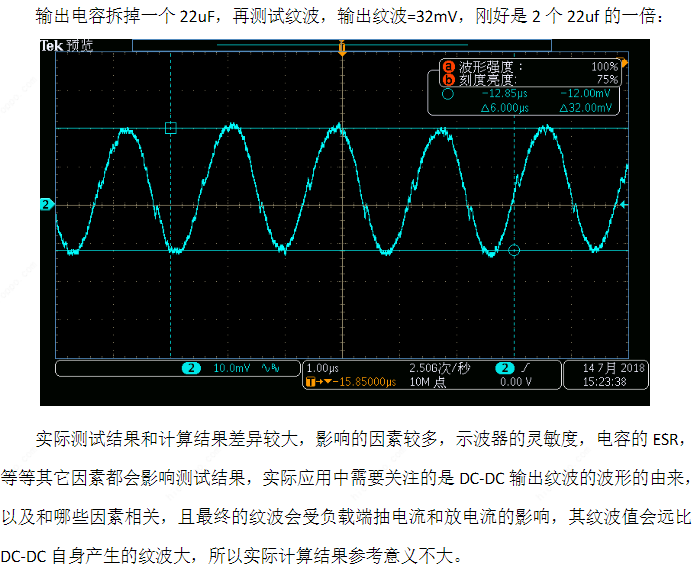 输出电容拆掉一个 22uF，再测试纹波，输出纹波=32mV，刚好是 2 个 22uf 的一倍：
Tek 预览
T
a 波形强度： 100%
b 刻度亮度: 75%
-12.85µs -12.00mV
△6.000µs △32.00mV
2
2 10.0mV
1.00µs 2.50G次/秒 2
T→▼-15.85000µs 10M 点 0.00 V
14 7月 2018
15:23:38
实际测试结果和计算结果差异较大，影响的因素较多，示波器的灵敏度，电容的 ESR，
等等其它因素都会影响测试结果，实际应用中需要关注的是 DC-DC 输出纹波的波形的由来，
以及和哪些因素相关，且最终的纹波会受负载端抽电流和放电流的影响，其纹波值会远比
DC-DC 自身产生的纹波大，所以实际计算结果参考意义不大。